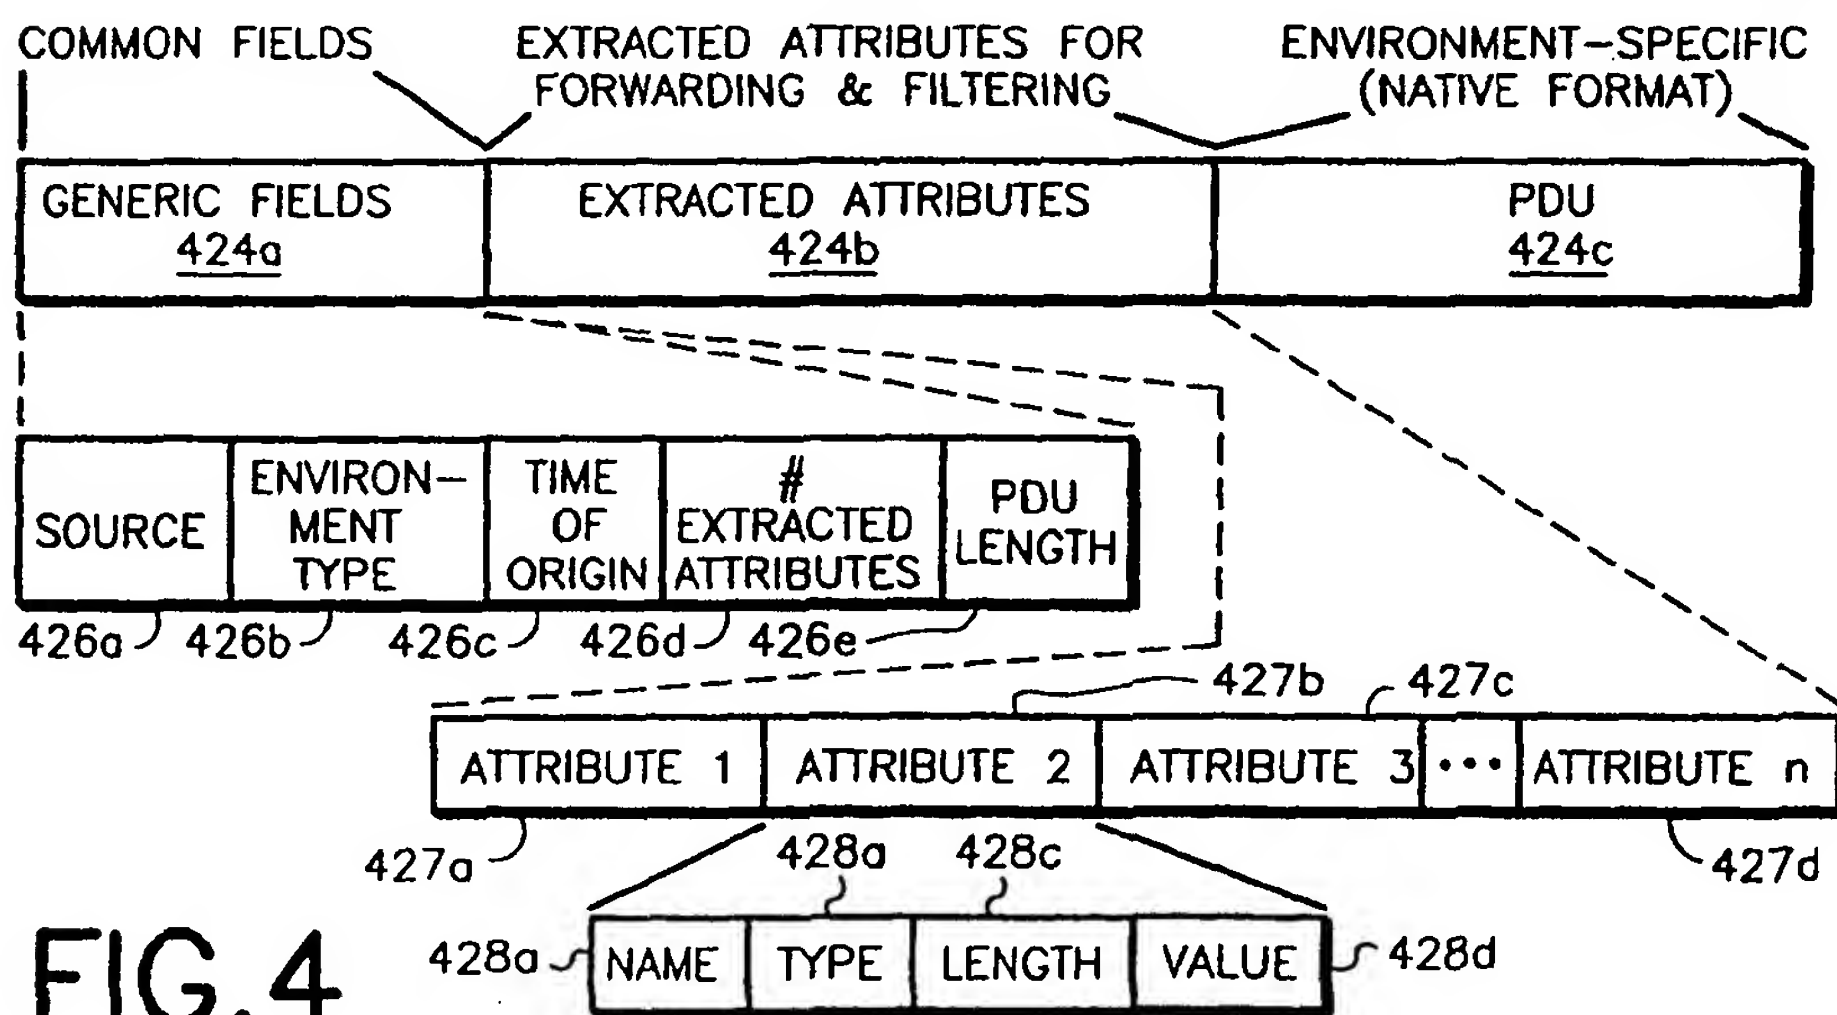 COMMON FIELDS
EXTRACTED ATTRIBUTES FOR
FORWARDING & FILTERING
ENVIRONMENT-SPECIFIC
(NATIVE FORMAT)
GENERIC FIELDS
424a
EXTRACTED ATTRIBUTES
424b
PDU
424c
SOURCE
ENVIRON-
MENT
TYPE
TIME
OF
ORIGIN
#
EXTRACTED
ATTRIBUTES
PDU
LENGTH
426a
426b
426c
426d
426e
427b
427c
ATTRIBUTE 1
ATTRIBUTE 2
ATTRIBUTE 3
•••
ATTRIBUTE n
427a
428a
428c
427d
428a
NAME
TYPE
LENGTH
VALUE
428d
FIG.4